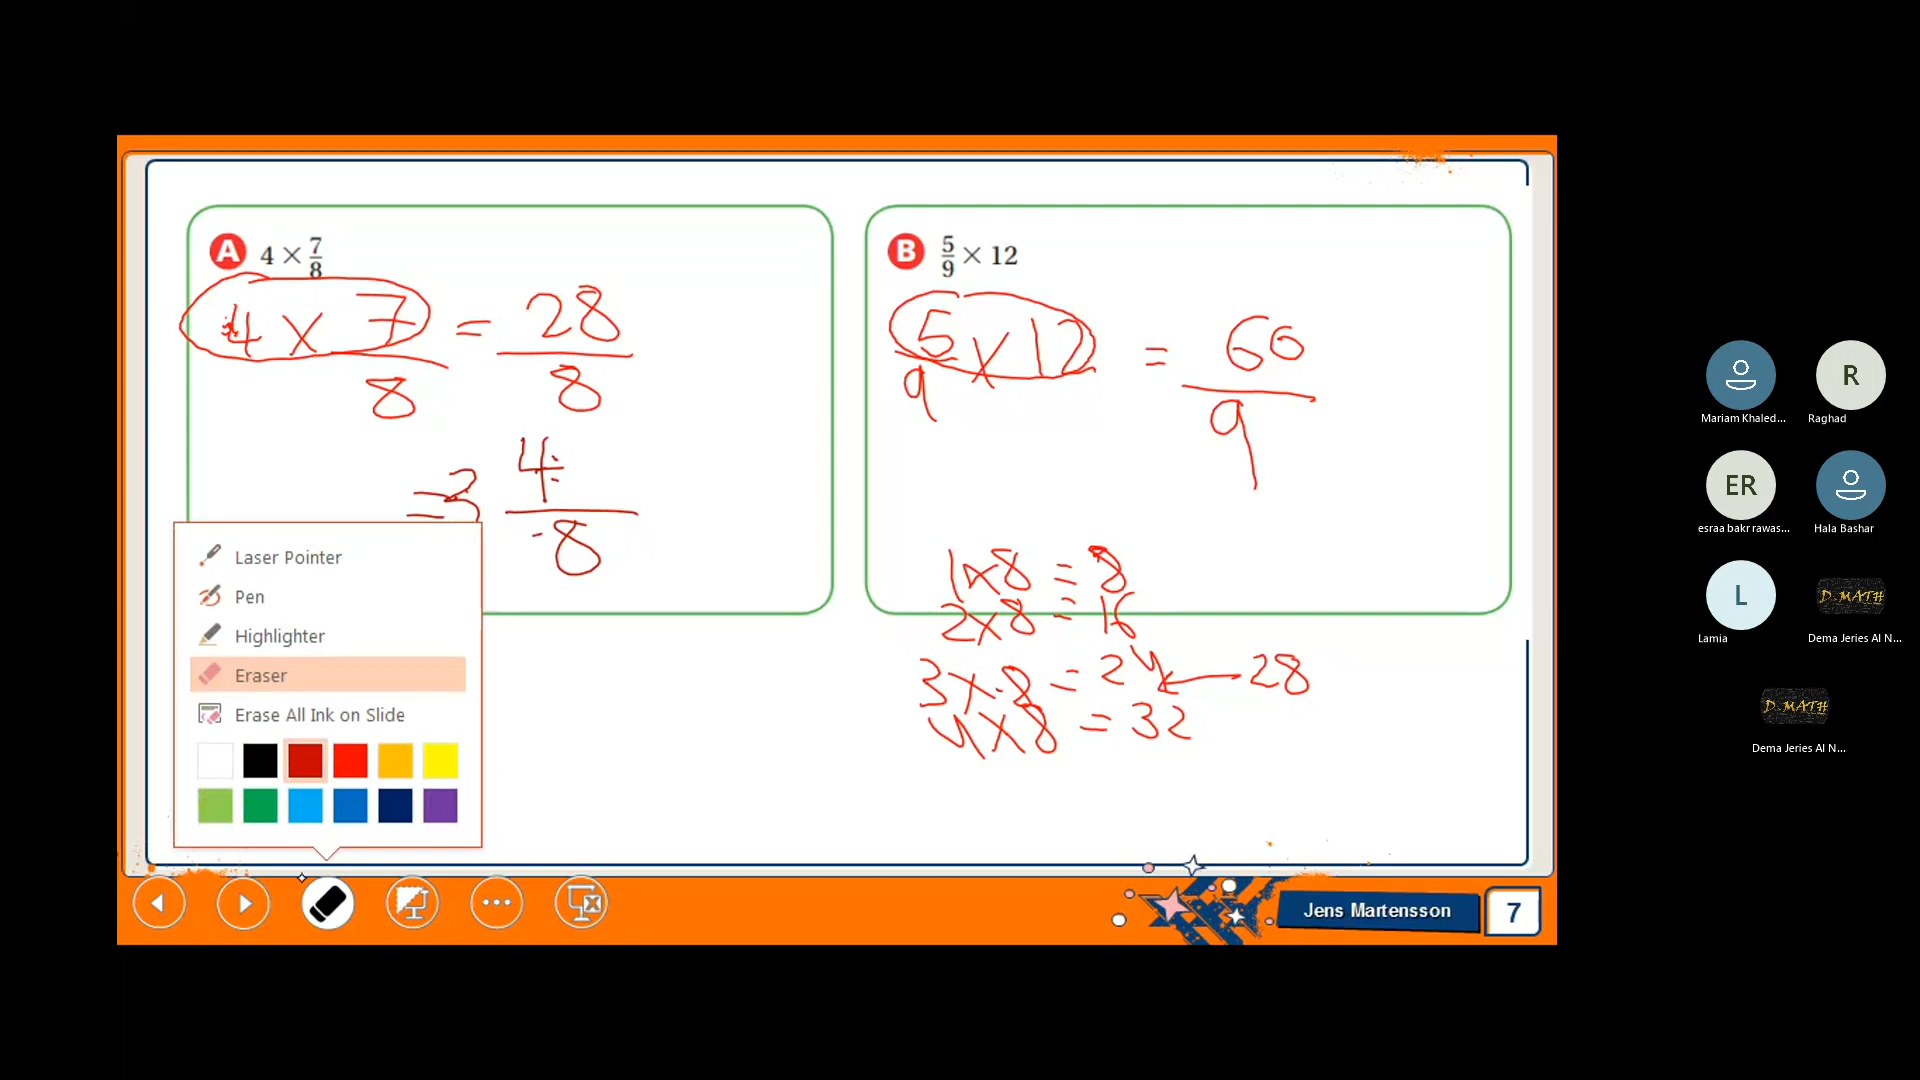 A 4 × 7/8
4 × 7/8 = 28/8
= 3 4÷/8
B 5/9 × 12
5/9 × 12 = 60/9
1×8 = 8
2×8 = 16
3×8 = 24 ← 28
4×8 = 32
Laser Pointer
Pen
Highlighter
Eraser
Erase All Ink on Slide
Jens Martensson
7
Mariam Khaled...
R
Raghad
ER
esraa bakr rawas...
Hala Bashar
L
Lamia
D. MATH
Dema Jeries Al N...
D. MATH
Dema Jeries Al N...